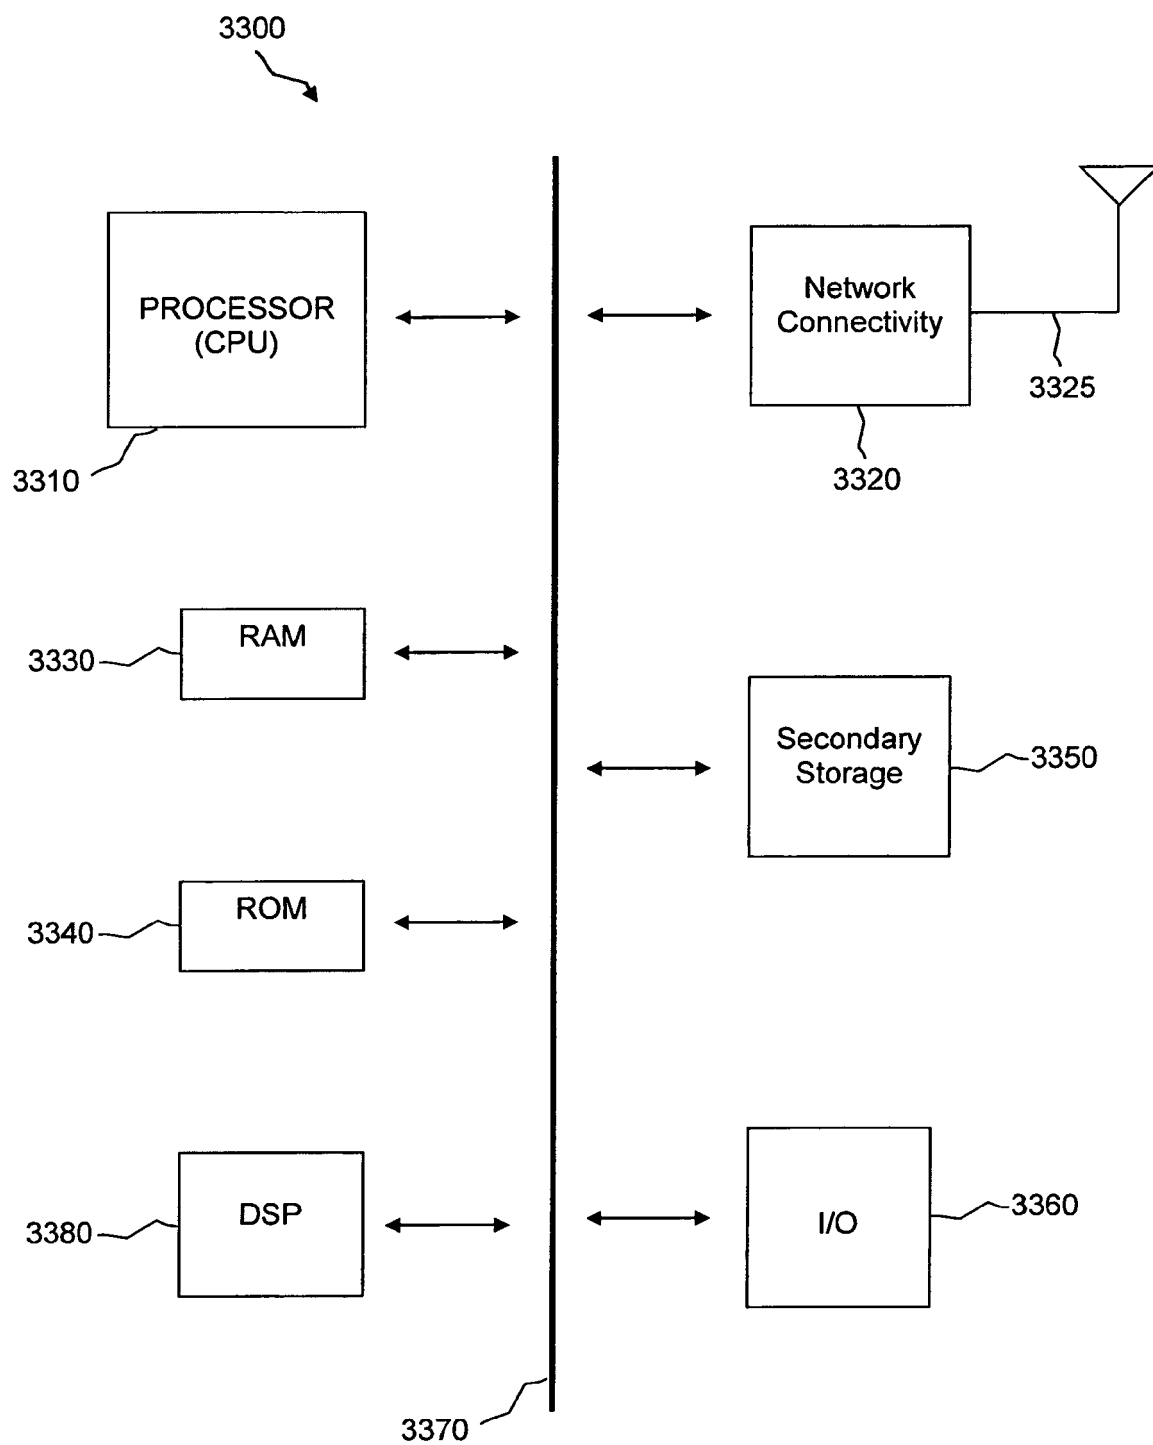 3300
PROCESSOR
(CPU)
3310
Network
Connectivity
3325
3320
RAM
3330
Secondary
Storage
3350
ROM
3340
DSP
3380
I/O
3360
3370